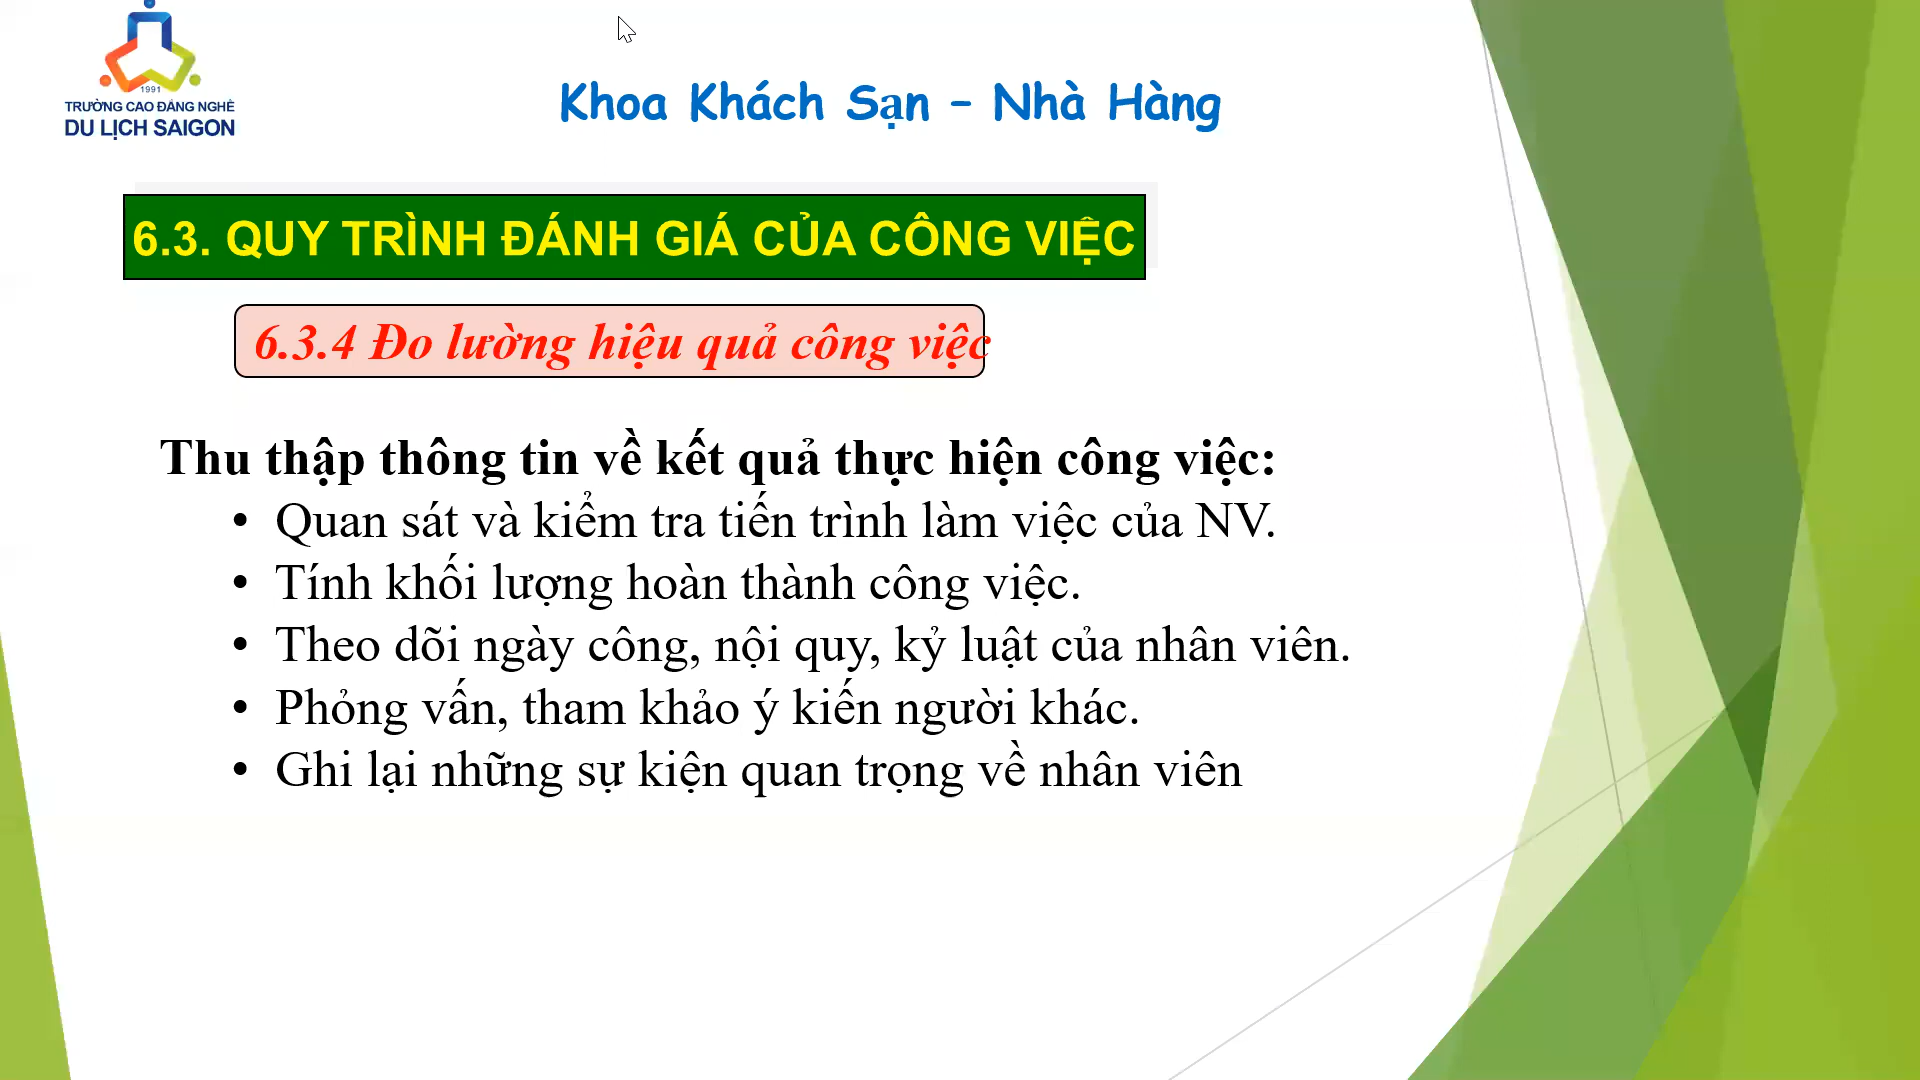 1991
TRƯỜNG CAO ĐẲNG NGHỀ
DU LỊCH SAIGON
Khoa Khách Sạn – Nhà Hàng
6.3. QUY TRÌNH ĐÁNH GIÁ CỦA CÔNG VIỆC
6.3.4 Đo lường hiệu quả công việc
Thu thập thông tin về kết quả thực hiện công việc:
• Quan sát và kiểm tra tiến trình làm việc của NV.
• Tính khối lượng hoàn thành công việc.
• Theo dõi ngày công, nội quy, kỷ luật của nhân viên.
• Phỏng vấn, tham khảo ý kiến người khác.
• Ghi lại những sự kiện quan trọng về nhân viên